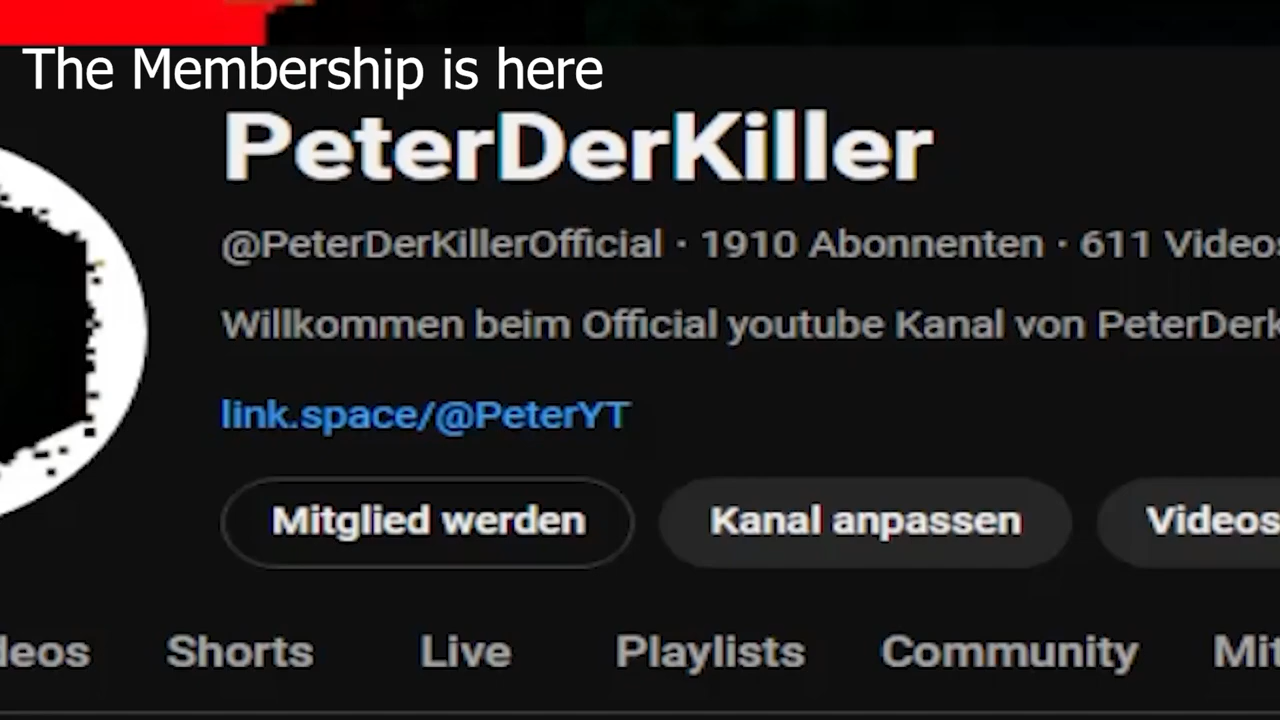 The Membership is here
PeterDerKiller
@PeterDerKillerOfficial · 1910 Abonnenten · 611 Videos
Willkommen beim Official youtube Kanal von PeterDerk
link.space/@PeterYT
Mitglied werden Kanal anpassen Videos
Shorts Live Playlists Community